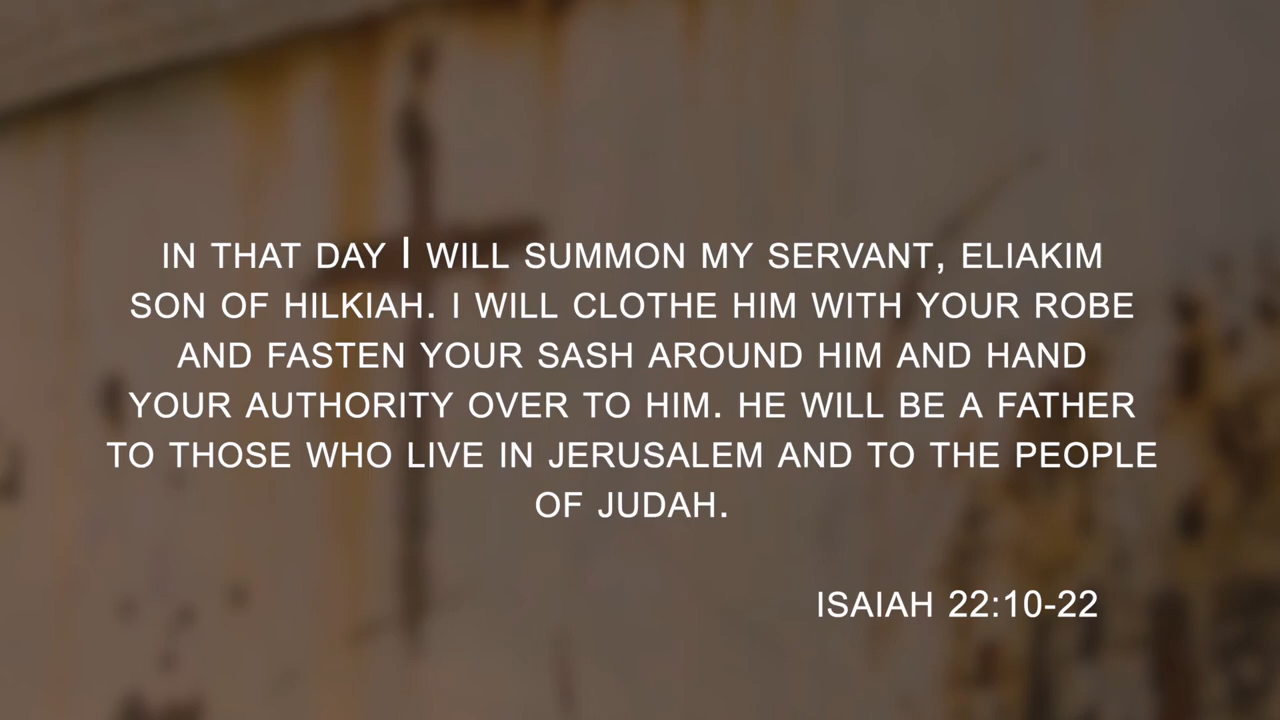 IN THAT DAY I WILL SUMMON MY SERVANT, ELIAKIM
SON OF HILKIAH. I WILL CLOTHE HIM WITH YOUR ROBE
AND FASTEN YOUR SASH AROUND HIM AND HAND
YOUR AUTHORITY OVER TO HIM. HE WILL BE A FATHER
TO THOSE WHO LIVE IN JERUSALEM AND TO THE PEOPLE
OF JUDAH.
ISAIAH 22:10-22